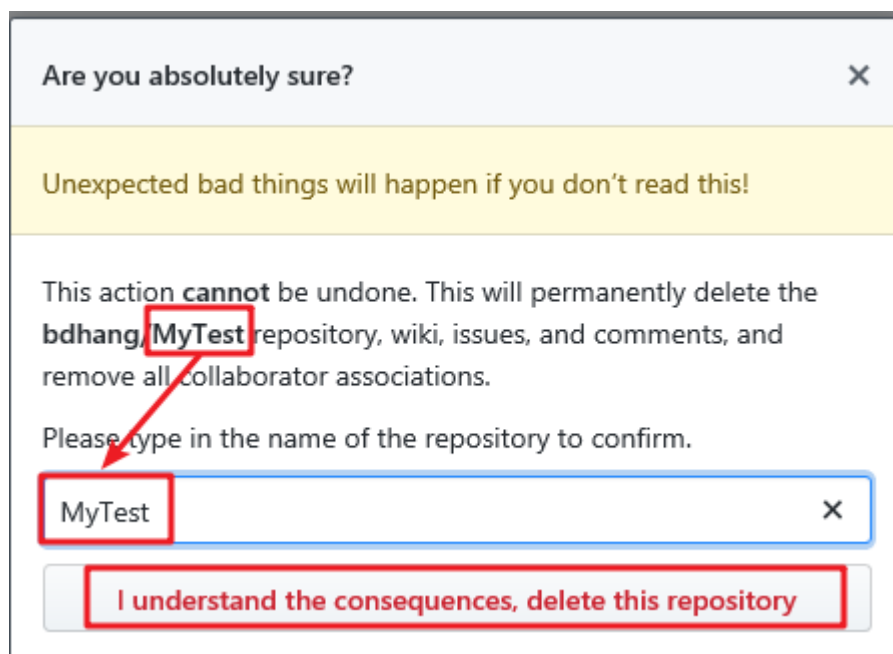 Are you absolutely sure?
Unexpected bad things will happen if you don’t read this!
This action cannot be undone. This will permanently delete the
bdhang/MyTest repository, wiki, issues, and comments, and
remove all collaborator associations.
Please type in the name of the repository to confirm.
MyTest
I understand the consequences, delete this repository